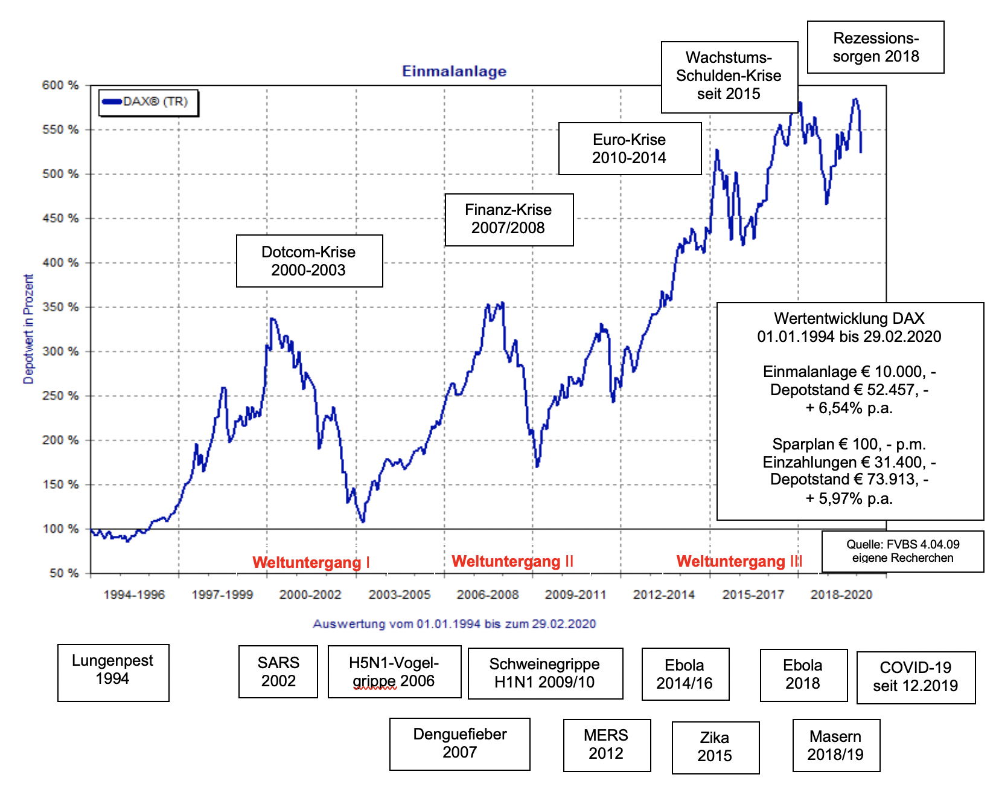 Rezessions-
sorgen 2018
Wachstums-
Schulden-Krise
seit 2015
Einmalanlage
600 %
DAX® (TR)
550 %
Euro-Krise
2010-2014
500 %
Finanz-Krise
2007/2008
450 %
Dotcom-Krise
2000-2003
400 %
Depotwert in Prozent
350 %
300 %
250 %
200 %
150 %
100 %
50 %
Wertentwicklung DAX
01.01.1994 bis 29.02.2020
Einmalanlage € 10.000, -
Depotstand € 52.457, -
+ 6,54% p.a.
Sparplan € 100, - p.m.
Einzahlungen € 31.400, -
Depotstand € 73.913, -
+ 5,97% p.a.
Quelle: FVBS 4.04.09
eigene Recherchen
Weltuntergang I
Weltuntergang II
Weltuntergang III
1994-1996
1997-1999
2000-2002
2003-2005
2006-2008
2009-2011
2012-2014
2015-2017
2018-2020
Auswertung vom 01.01.1994 bis zum 29.02.2020
Lungenpest
1994
SARS
2002
H5N1-Vogel-
grippe 2006
Schweinegrippe
H1N1 2009/10
Ebola
2014/16
Ebola
2018
COVID-19
seit 12.2019
Denguefieber
2007
MERS
2012
Zika
2015
Masern
2018/19